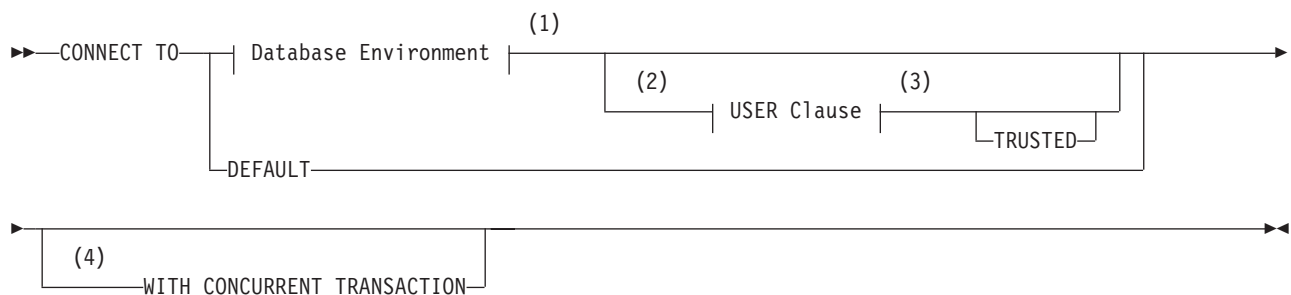 (1)
CONNECT TO Database Environment
(2) (3)
USER Clause
TRUSTED
DEFAULT
(4)
WITH CONCURRENT TRANSACTION